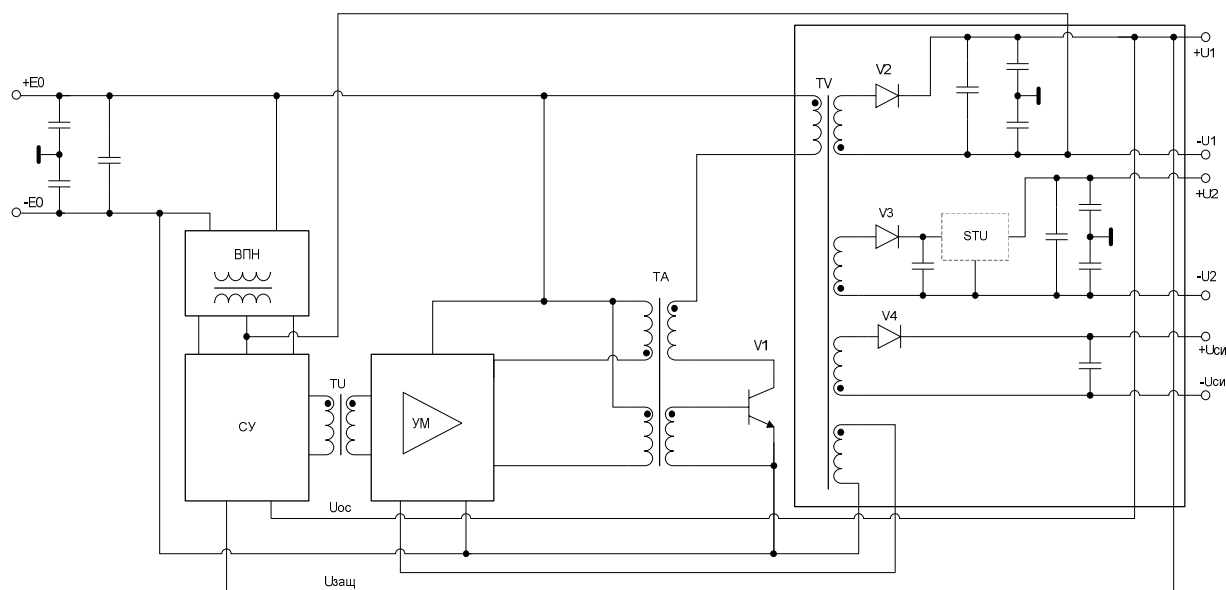 +E0
-E0
ВПН
СУ
TU
УМ
TA
V1
TV
V2
V3
STU
V4
+U1
-U1
+U2
-U2
+Uси
-Uси
Uос
Uзащ